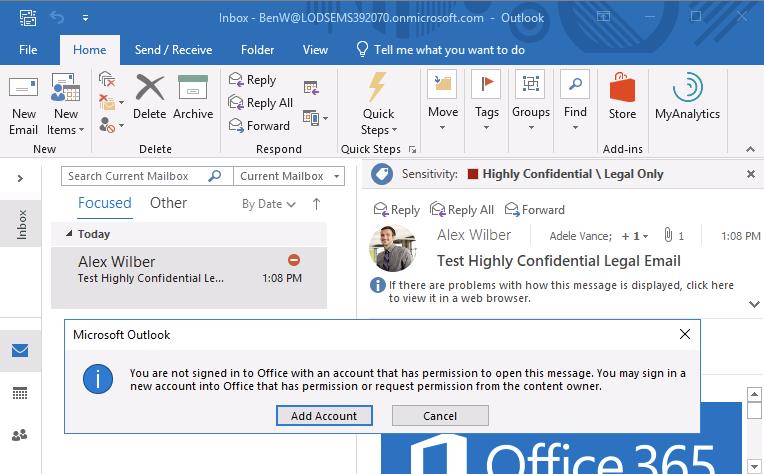 Inbox - BenW@LODSEMS392070.onmicrosoft.com - Outlook
File Home Send / Receive Folder View Tell me what you want to do
New Email
New Items
Delete
Archive
Reply
Reply All
Forward
Quick Steps
Move
Tags
Groups
Find
Store
MyAnalytics
New Delete Respond Quick Steps Add-ins
Search Current Mailbox Current Mailbox
Sensitivity: Highly Confidential \ Legal Only
Inbox
Focused Other By Date
Today
Alex Wilber
Test Highly Confidential Le... 1:08 PM
Reply Reply All Forward
Alex Wilber Adele Vance; + 1 1 1:08 PM
Test Highly Confidential Legal Email
If there are problems with how this message is displayed, click here
to view it in a web browser.
Microsoft Outlook
You are not signed in to Office with an account that has permission to open this message. You may sign in a
new account into Office that has permission or request permission from the content owner.
Add Account Cancel
Office 365